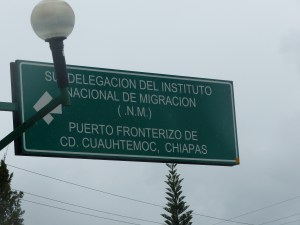 SUBDELEGACION DEL INSTITUTO
NACIONAL DE MIGRACION
( .N.M.)
PUERTO FRONTERIZO DE
CD. CUAUHTEMOC, CHIAPAS